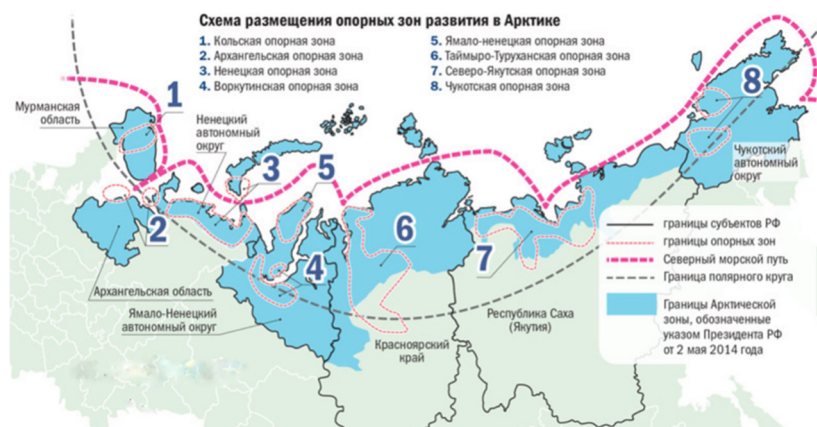 Схема размещения опорных зон развития в Арктике
1. Кольская опорная зона
2. Архангельская опорная зона
3. Ненецкая опорная зона
4. Воркутинская опорная зона
5. Ямало-ненецкая опорная зона
6. Таймыро-Туруханская опорная зона
7. Северо-Якутская опорная зона
8. Чукотская опорная зона
Мурманская
область
1
Ненецкий
автономный
округ
8
Чукотский
автономный
округ
3
5
2
6
7
4
Архангельская область
Ямало-Ненецкий
автономный округ
Красноярский
край
Республика Саха
(Якутия)
границы субъектов РФ
границы опорных зон
Северный морской путь
Граница полярного круга
Границы Арктической
зоны, обозначенные
указом Президента РФ
от 2 мая 2014 года